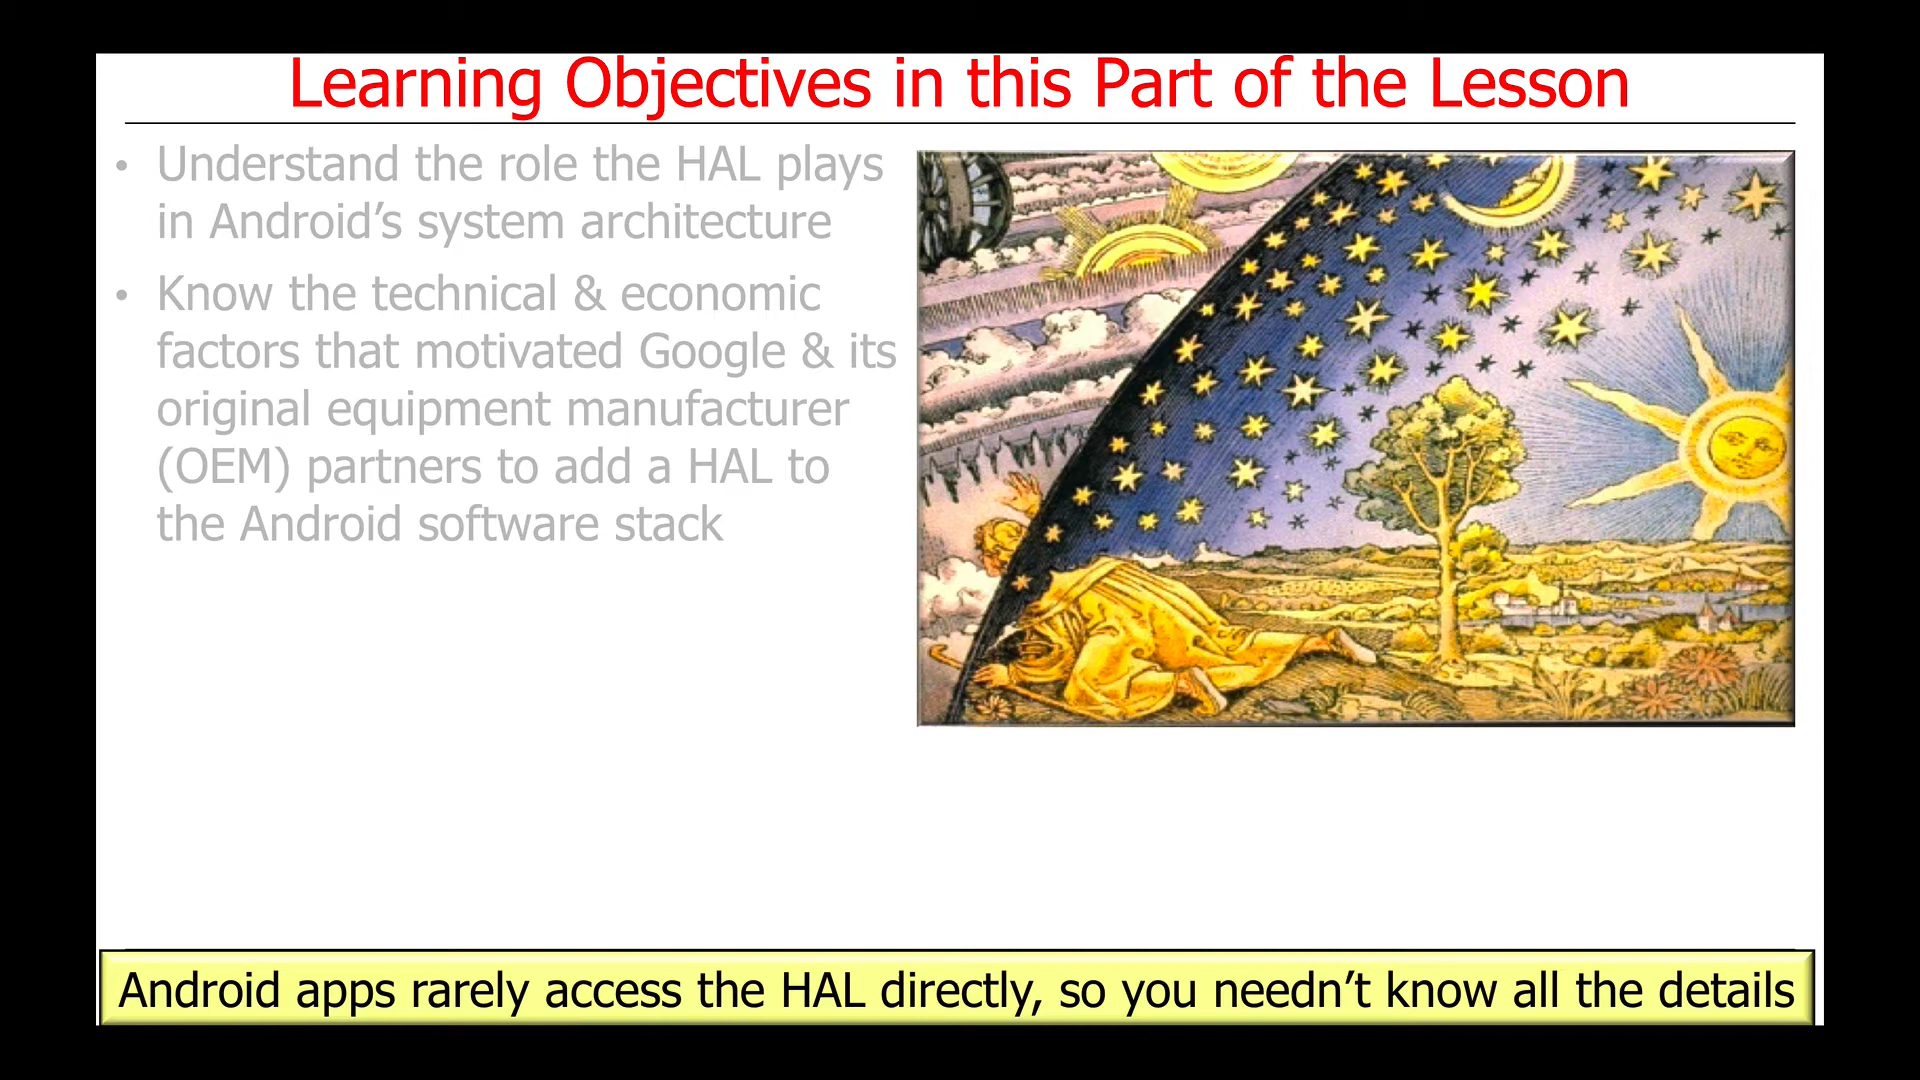 Learning Objectives in this Part of the Lesson
• Understand the role the HAL plays
in Android’s system architecture
• Know the technical & economic
factors that motivated Google & its
original equipment manufacturer
(OEM) partners to add a HAL to
the Android software stack
Android apps rarely access the HAL directly, so you needn’t know all the details